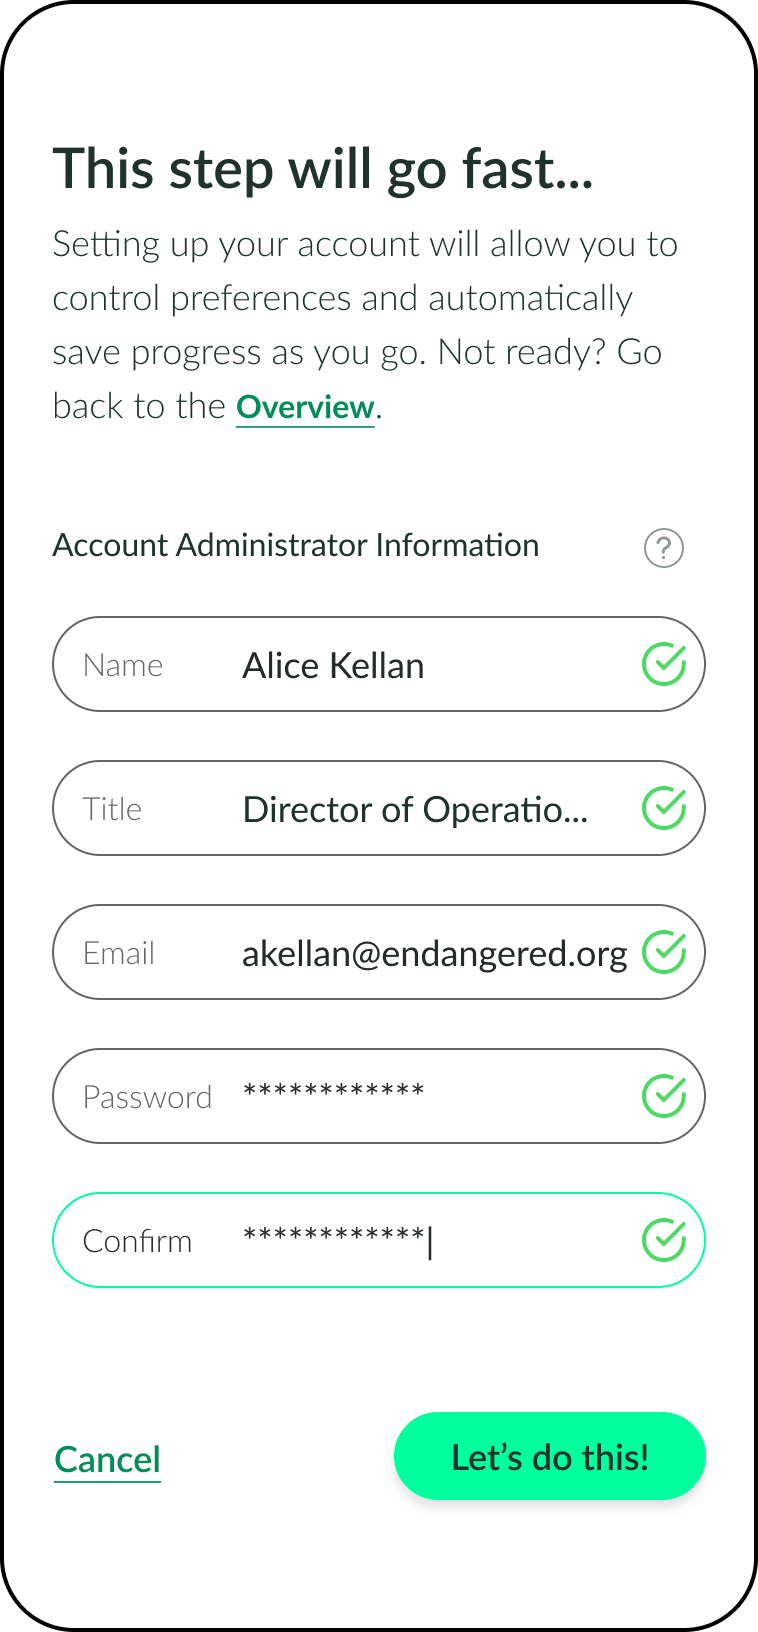 This step will go fast...
Setting up your account will allow you to
control preferences and automatically
save progress as you go. Not ready? Go
back to the Overview.
Account Administrator Information ?
Name Alice Kellan
Title Director of Operatio...
Email akellan@endangered.org
Password ************
Confirm ************|
Cancel Let’s do this!